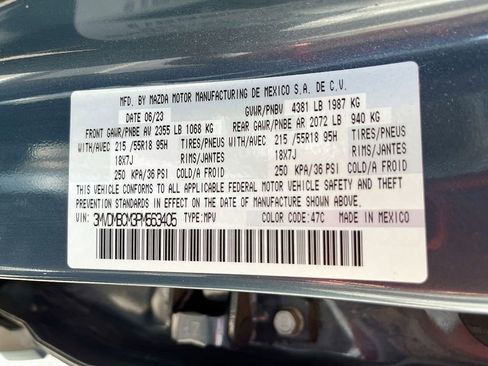 MFD. BY MAZDA MOTOR MANUFACTURING DE MEXICO S.A. DE C.V.
DATE 06/23 GVWR/PNBV 4381 LB 1987 KG
FRONT GAWR/PNBE AV 2355 LB 1068 KG REAR GAWR/PNBE AR 2072 LB 940 KG
WITH/AVEC 215 /55R18 95H TIRES/PNEUS WITH/AVEC 215 /55R18 95H TIRES/PNEUS
18X7J RIMS/JANTES 18X7J RIMS/JANTES
250 KPA/36 PSI COLD/A FROID 250 KPA/36 PSI COLD/A FROID
THIS VEHICLE CONFORMS TO ALL APPLICABLE FEDERAL MOTOR VEHICLE SAFETY AND THEFT
PREVENTION STANDARDS IN EFFECT ON THE DATE OF MANUFACTURE SHOWN ABOVE.
VIN: 3MVDMBCM3PM563405 TYPE: MPV COLOR CODE: 47C MADE IN MEXICO